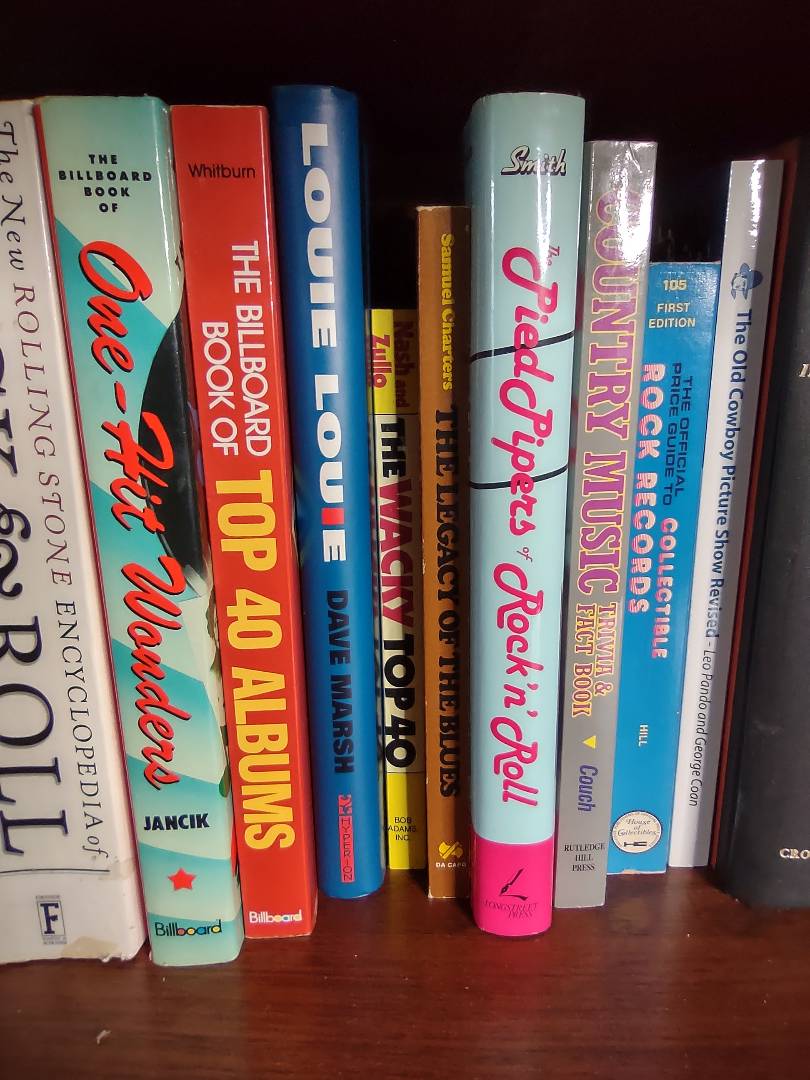 The New ROLLING STONE ENCYCLOPEDIA of
& ROLL
F
THE
BILLBOARD
BOOK
OF
One-Hit Wonders
JANCIK
Billboard
Whitburn
THE BILLBOARD
BOOK OF
TOP 40 ALBUMS
Billboard
LOUIE LOUIE
DAVE MARSH
HYPERION
Nash and
Zullo
THE WACKY TOP 40
BOB
ADAMS
INC.
Samuel Charters
THE LEGACY OF THE BLUES
DA CAPO
Smith
The
Pied Pipers of Rock 'n' Roll
LONGSTREET
PRESS
COUNTRY MUSIC
TRIVIA &
FACT BOOK
Couch
RUTLEDGE
HILL
PRESS
105
FIRST
EDITION
THE OFFICIAL
PRICE GUIDE TO
COLLECTIBLE
ROCK RECORDS
HILL
House of
Collectibles
The Old Cowboy Picture Show Revised - Leo Pando and George Coan
CRO